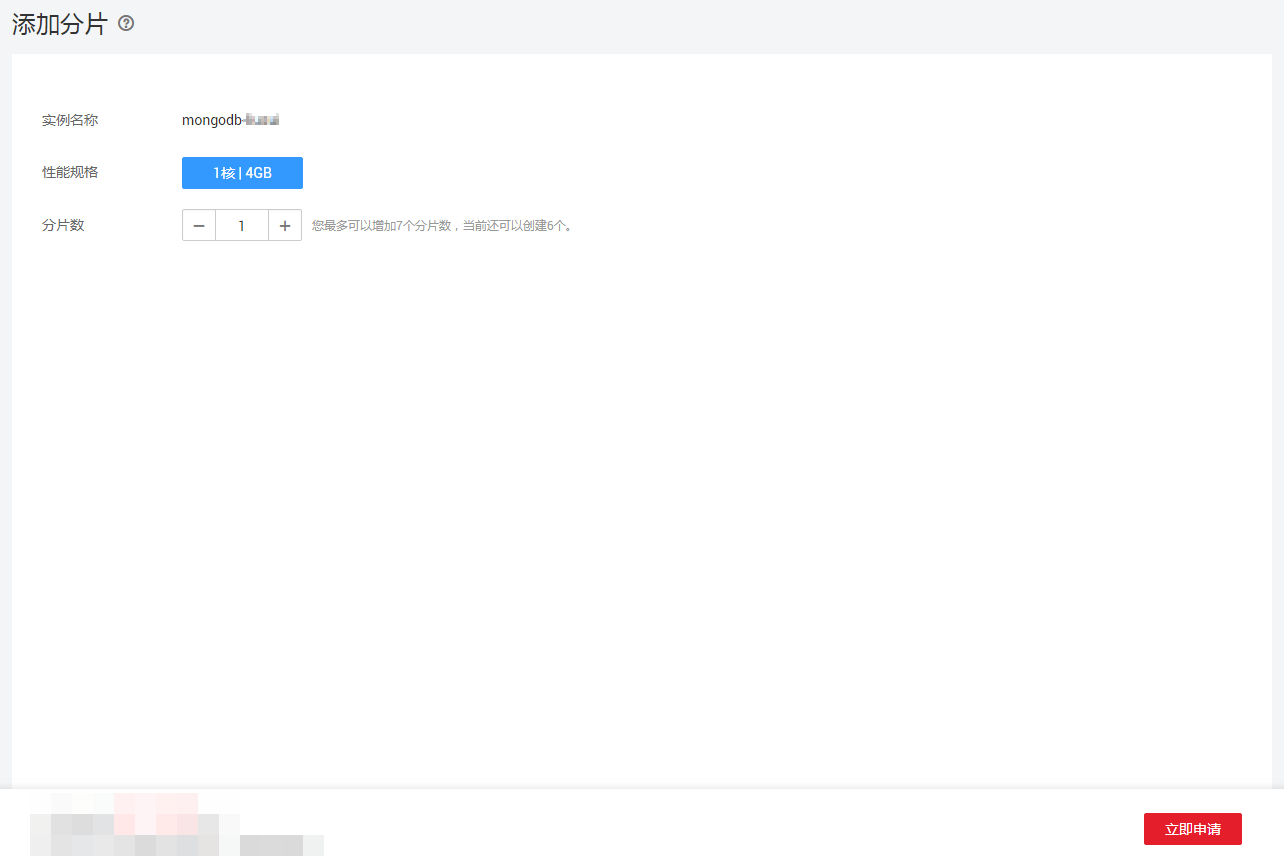 添加分片 ?
实例名称 mongodb-
性能规格 1核 | 4GB
分片数 − 1 + 您最多可以增加7个分片数，当前还可以创建6个。
立即申请